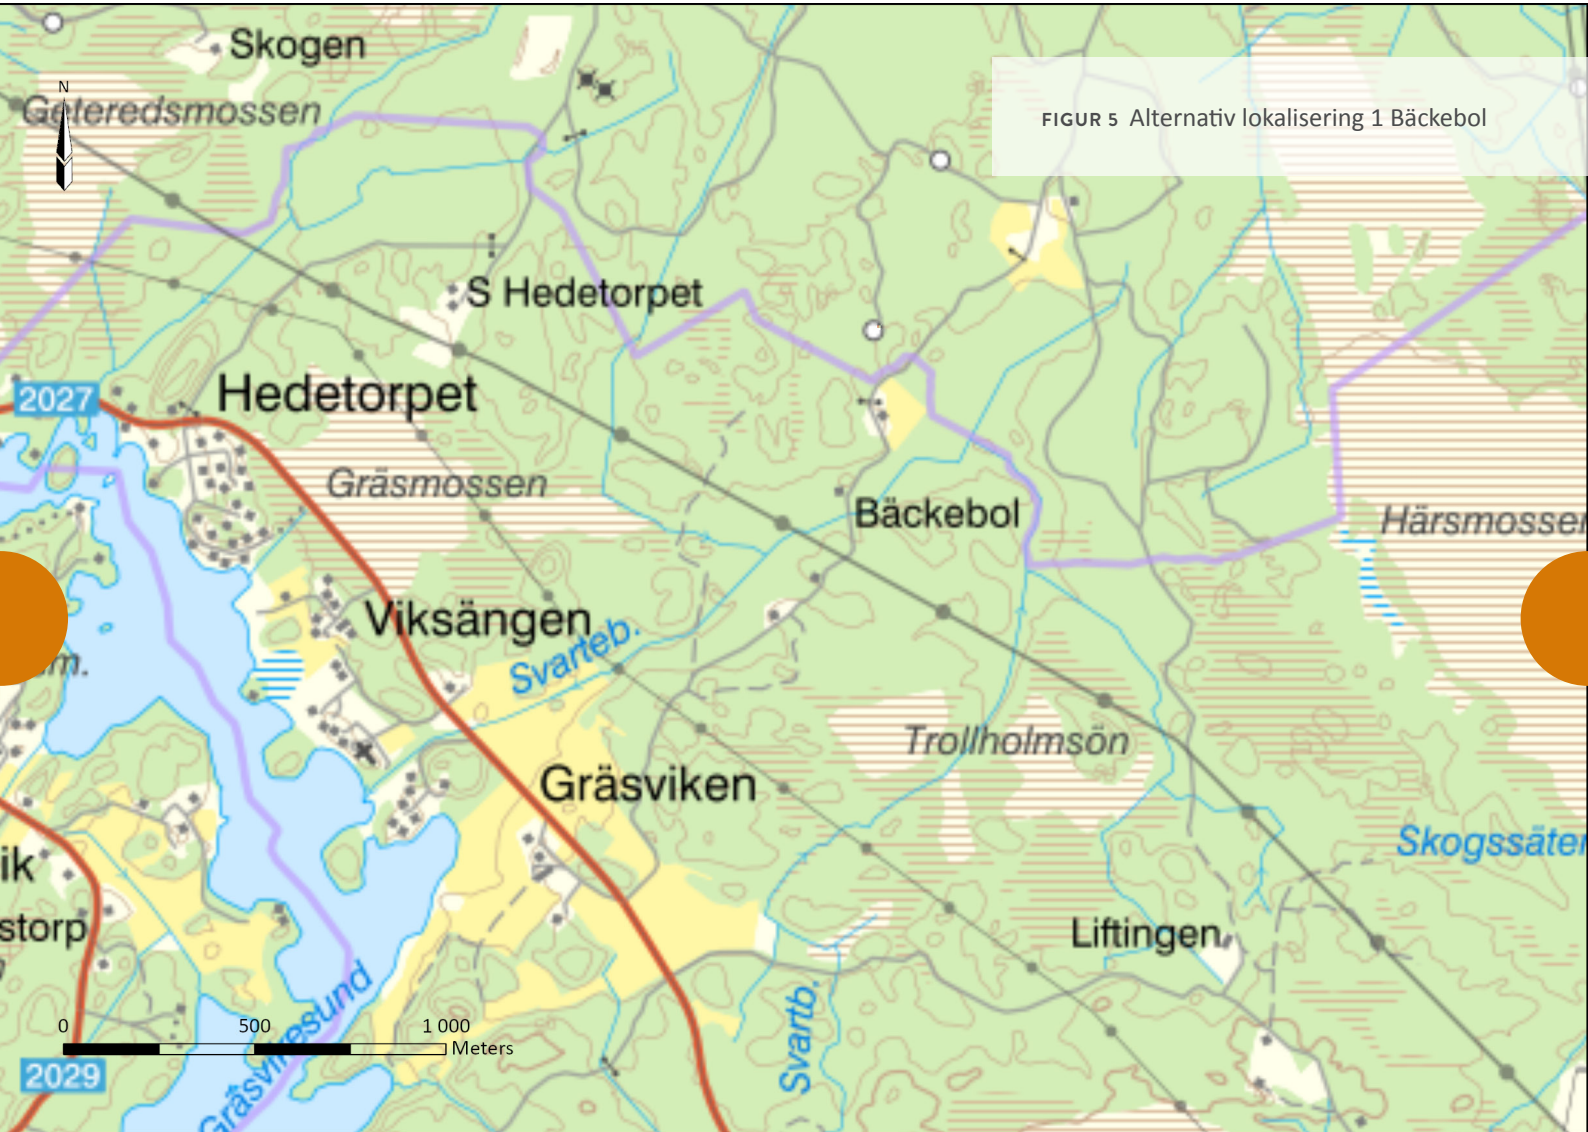 Skogen
N
Geteredsmossen
FIGUR 5 Alternativ lokalisering 1 Bäckebol
S Hedetorpet
2027
Hedetorpet
Gräsmossen
Bäckebol
Härsmossen
Viksängen
Svarteb.
m.
Trollholmsön
Gräsviken
Skogssäter
ik
storp
Liftingen
Svartb.
Gräsviresund
0 500 1 000
Meters
2029